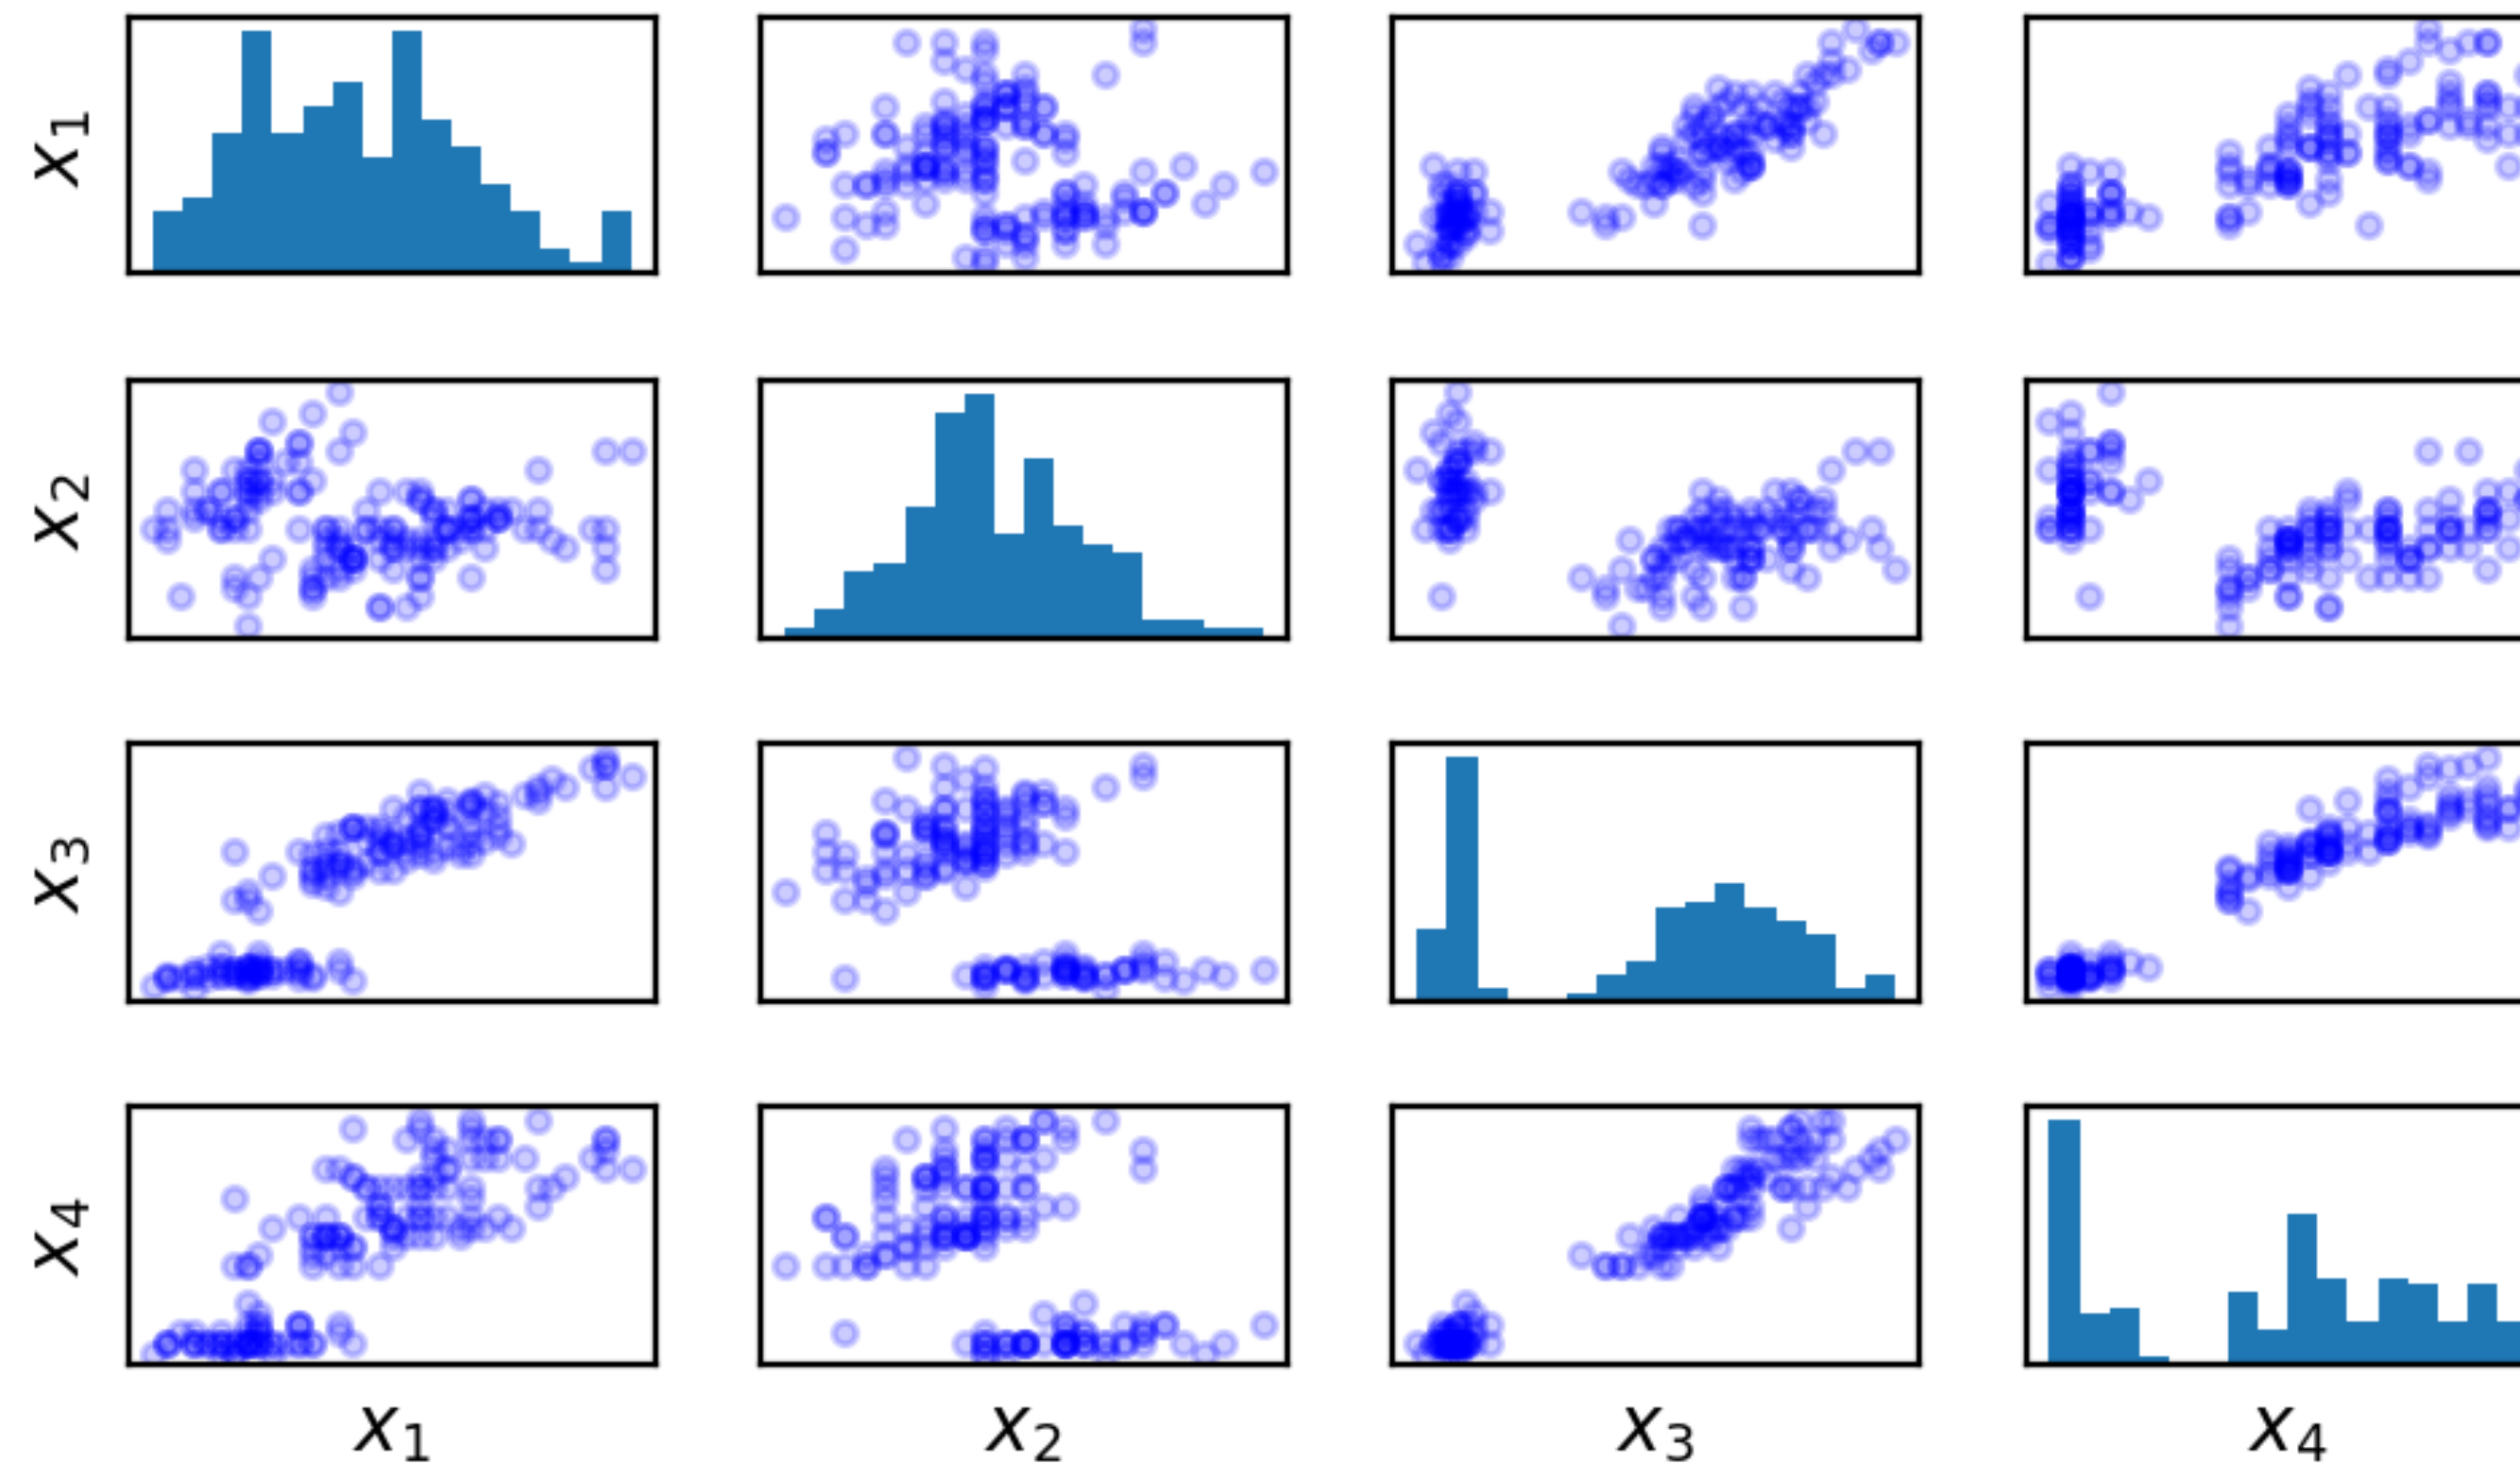 x₁
x₂
x₃
x₄
x₁ x₂ x₃ x₄